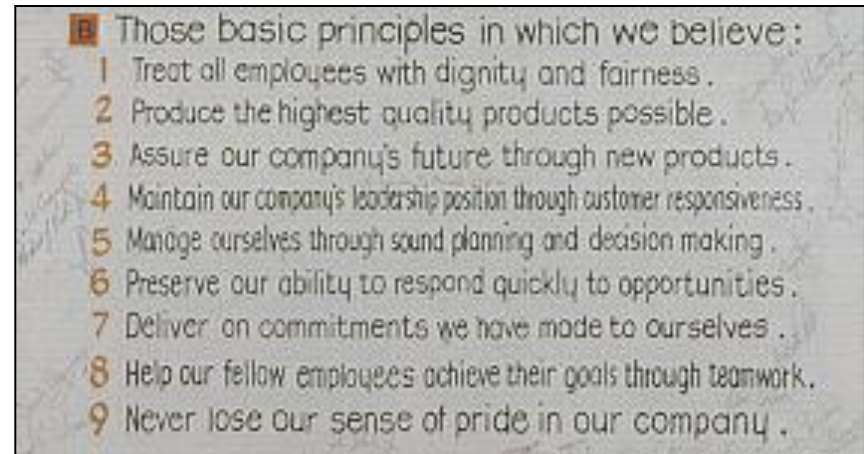 B Those basic principles in which we believe:
1 Treat all employees with dignity and fairness.
2 Produce the highest quality products possible.
3 Assure our company's future through new products.
4 Maintain our company's leadership position through customer responsiveness.
5 Manage ourselves through sound planning and decision making.
6 Preserve our ability to respond quickly to opportunities.
7 Deliver on commitments we have made to ourselves.
8 Help our fellow employees achieve their goals through teamwork.
9 Never lose our sense of pride in our company.